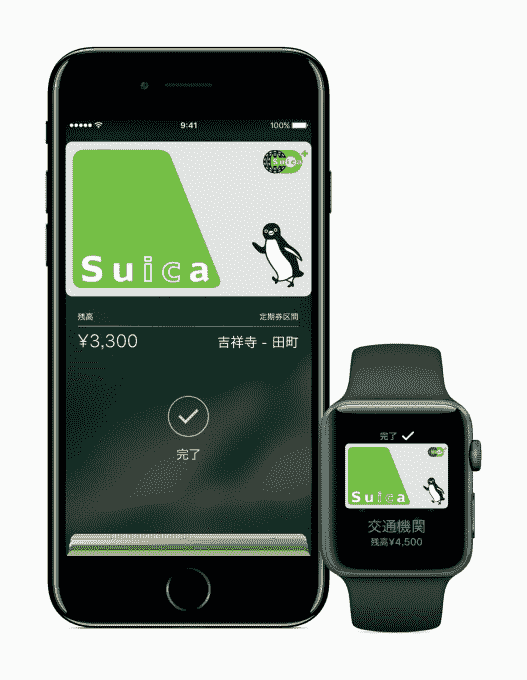 9:41
100%
Suica
Suica
残高
定期券区間
¥3,300
吉祥寺 - 田町
完了
完了
Suica
交通機関
残高¥4,500